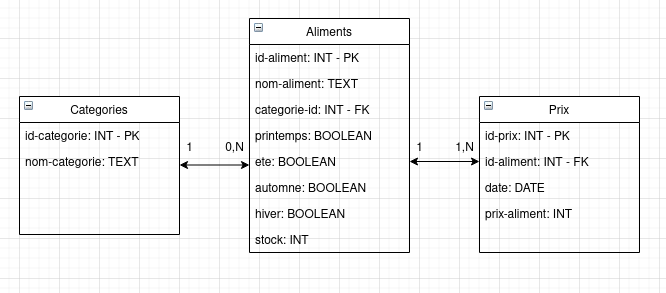 Categories
id-categorie: INT - PK
nom-categorie: TEXT
1
0,N
Aliments
id-aliment: INT - PK
nom-aliment: TEXT
categorie-id: INT - FK
printemps: BOOLEAN
ete: BOOLEAN
automne: BOOLEAN
hiver: BOOLEAN
stock: INT
1
1,N
Prix
id-prix: INT - PK
id-aliment: INT - FK
date: DATE
prix-aliment: INT